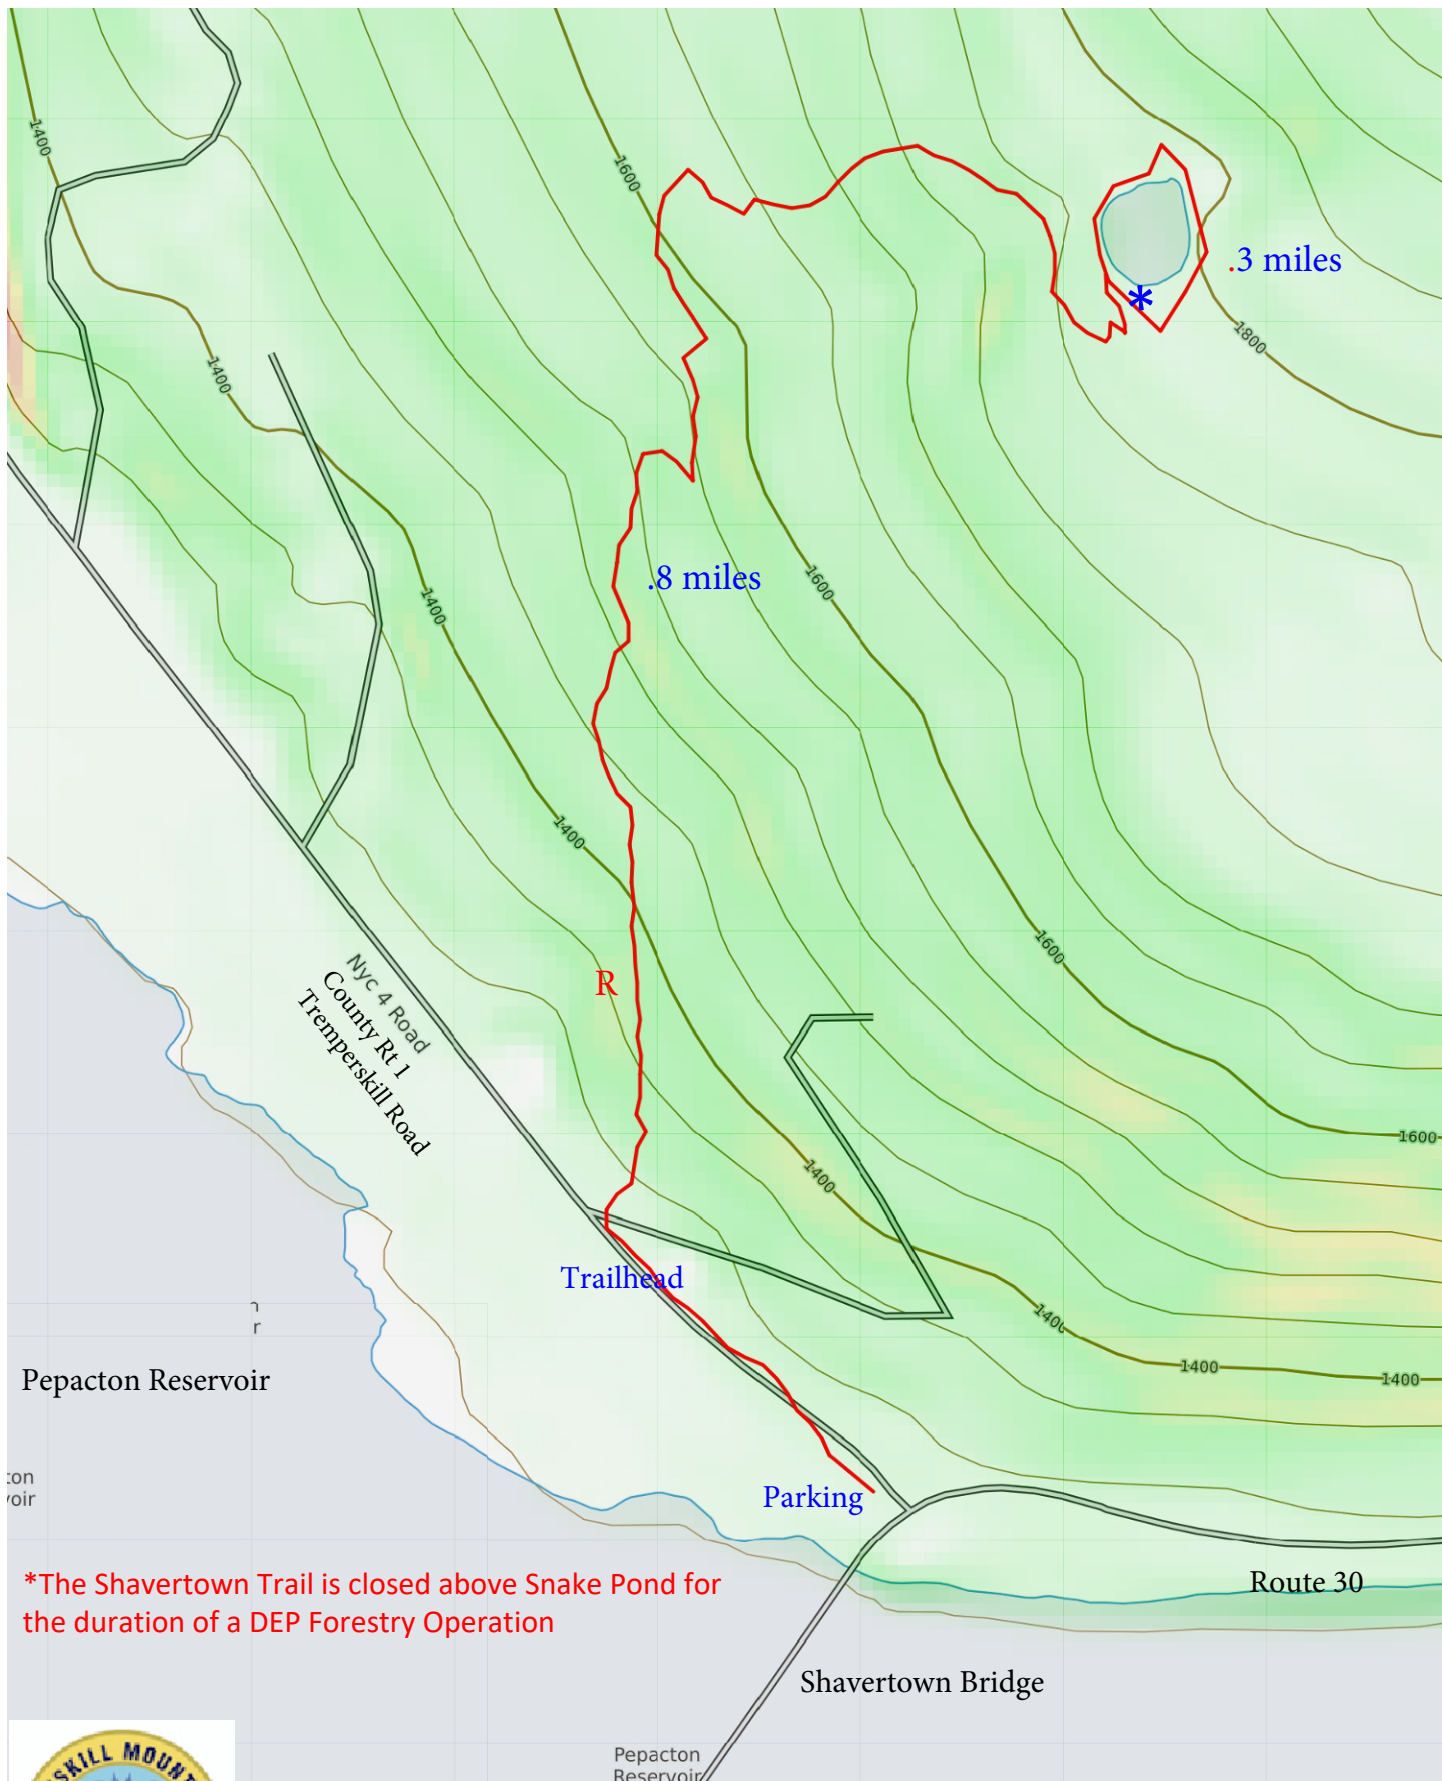 1400
1600
.3 miles
1800
1400
.8 miles
1600
1400
1400
R
1600
Nyc 4 Road
County Rt 1
Tremperskill Road
1600
1400
Trailhead
1400
1400
1400
Pepacton Reservoir
Parking
*The Shavertown Trail is closed above Snake Pond for
the duration of a DEP Forestry Operation
Route 30
Shavertown Bridge
Pepacton
Reservoir
*